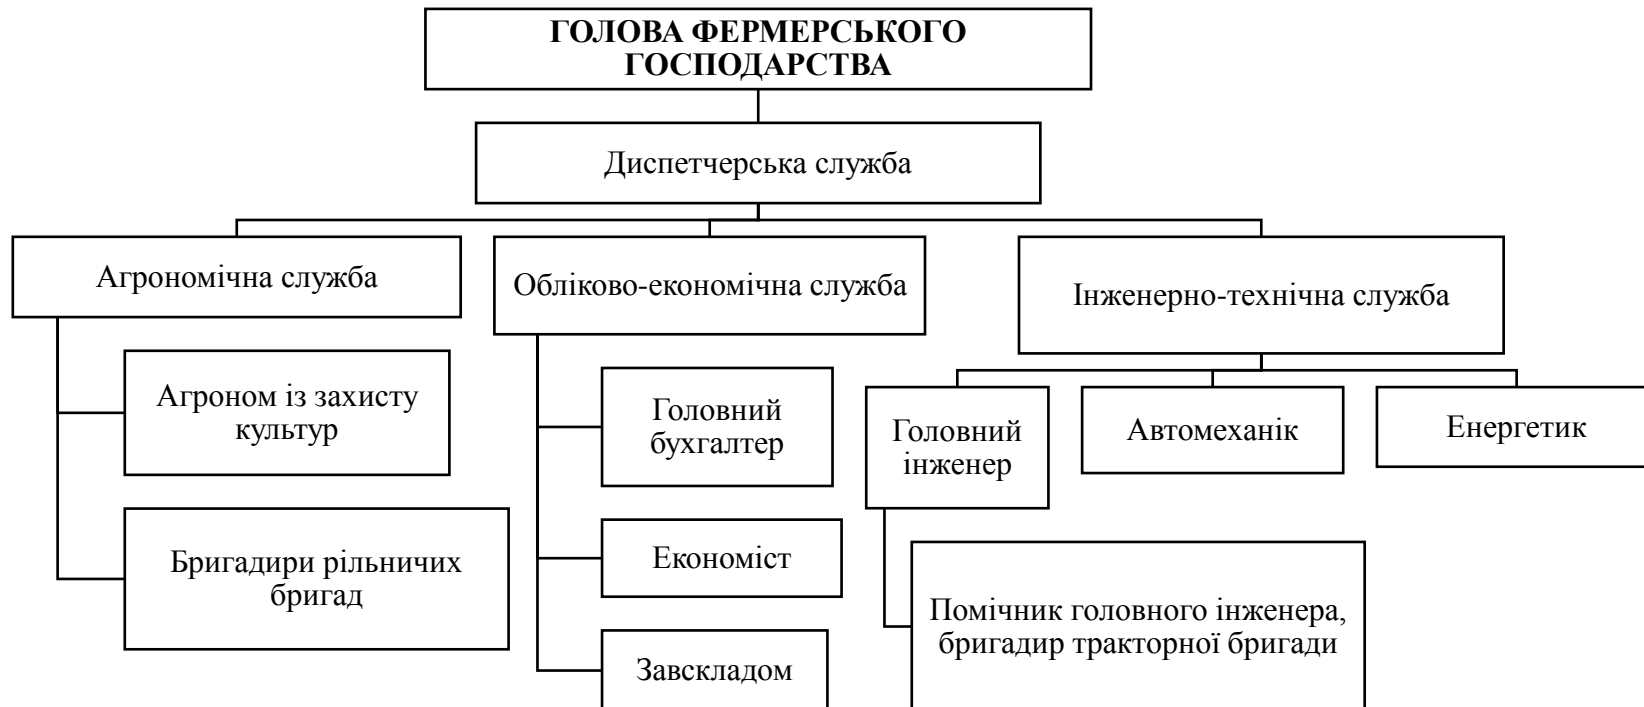 ГОЛОВА ФЕРМЕРСЬКОГО
ГОСПОДАРСТВА
Диспетчерська служба
Агрономічна служба
Обліково-економічна служба
Інженерно-технічна служба
Агроном із захисту
культур
Бригадири рільничих
бригад
Головний
бухгалтер
Економіст
Завскладом
Головний
інженер
Автомеханік
Енергетик
Помічник головного інженера,
бригадир тракторної бригади